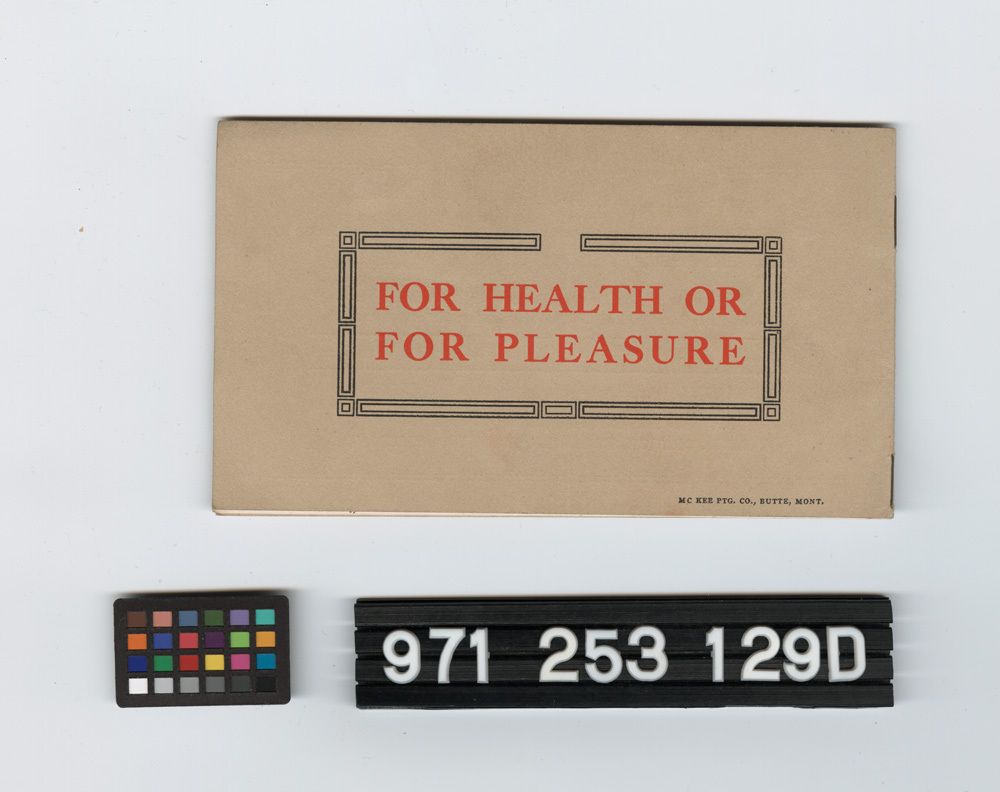 FOR HEALTH OR
FOR PLEASURE
MC KEE PTG. CO., BUTTE, MONT.
971 253 129D